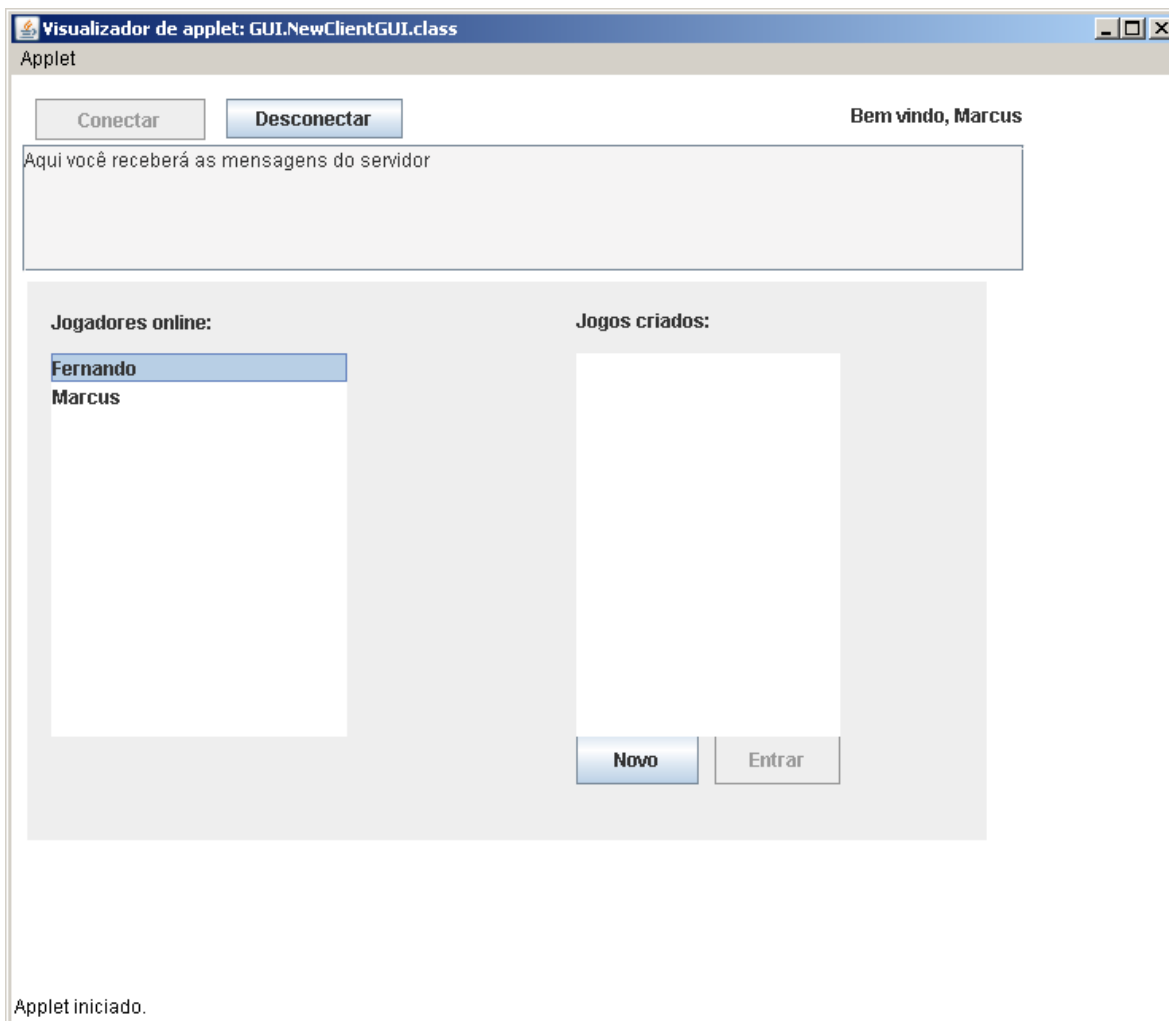 Visualizador de applet: GUI.NewClientGUI.class
Applet
Conectar
Desconectar
Bem vindo, Marcus
Aqui você receberá as mensagens do servidor
Jogadores online:
Jogos criados:
Fernando
Marcus
Novo
Entrar
Applet iniciado.